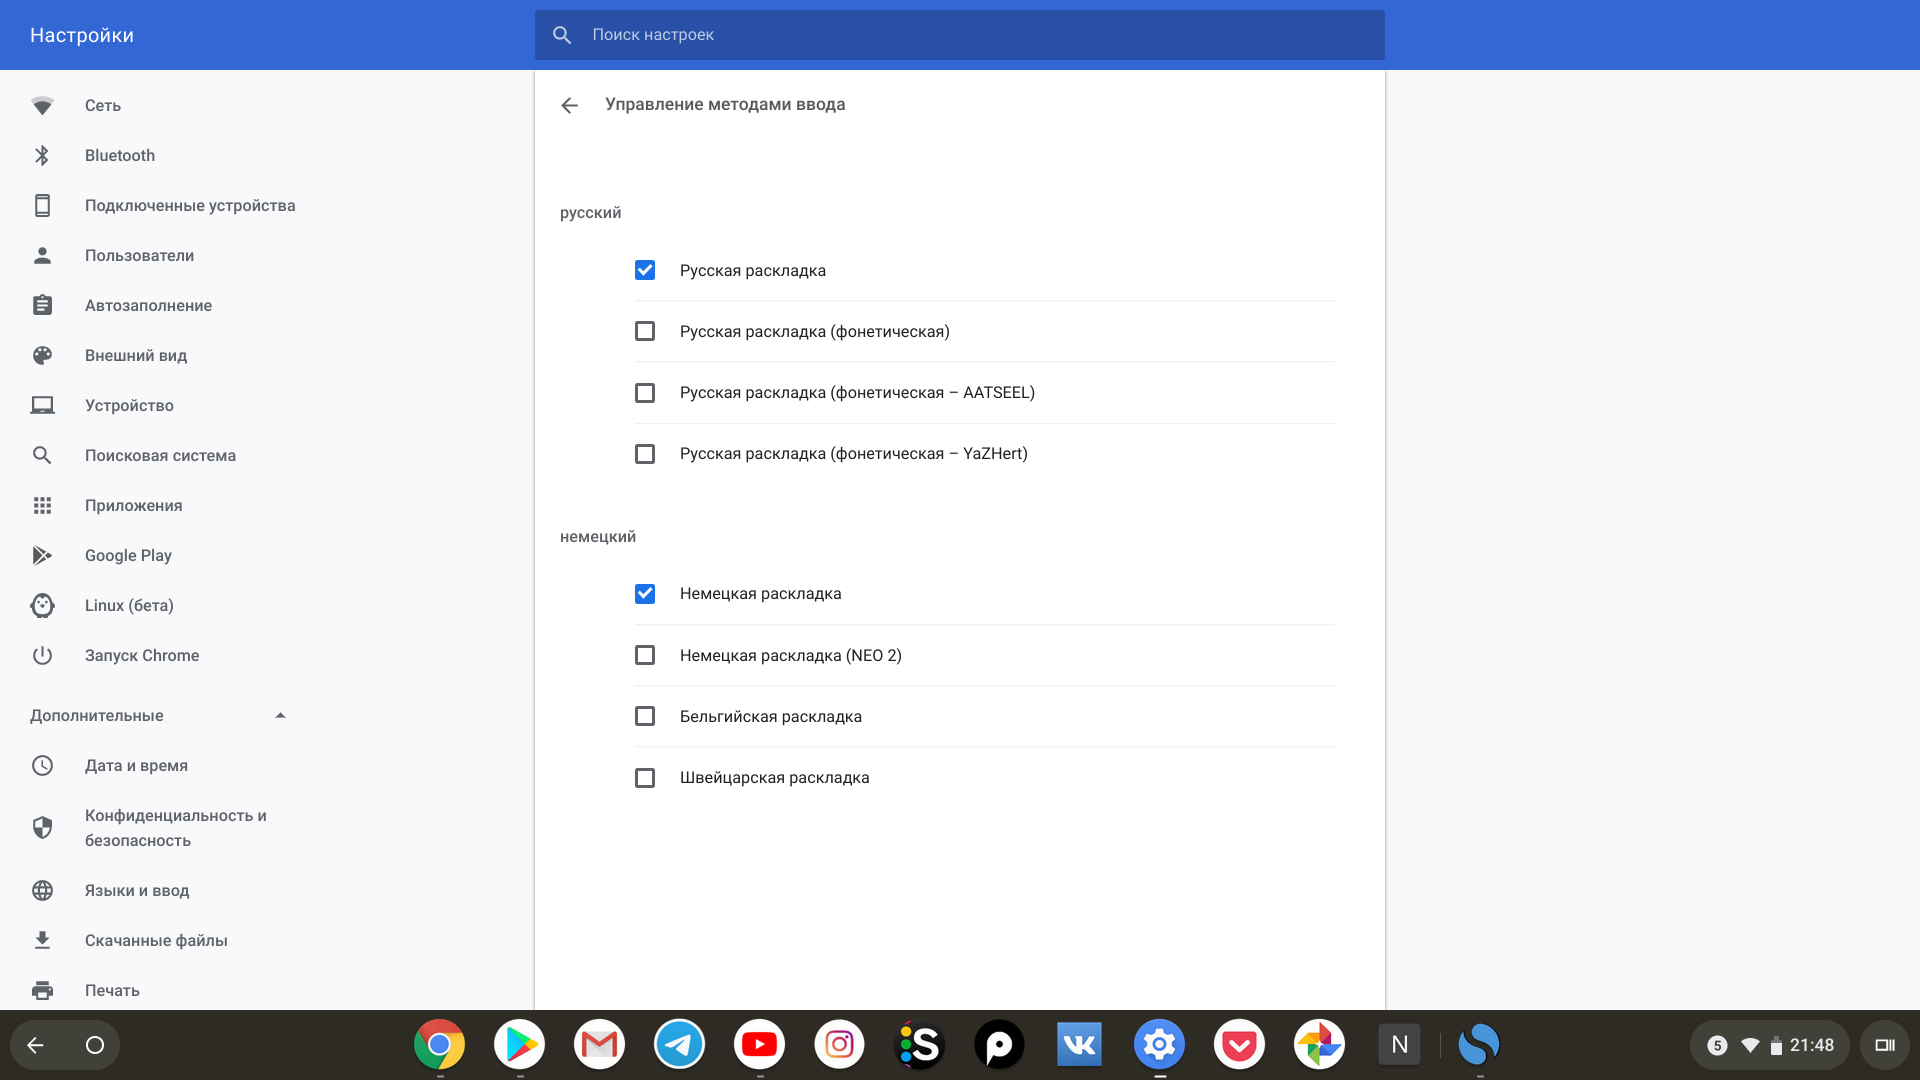 Настройки
Поиск настроек
Сеть
Bluetooth
Подключенные устройства
Пользователи
Автозаполнение
Внешний вид
Устройство
Поисковая система
Приложения
Google Play
Linux (бета)
Запуск Chrome
Дополнительные
Дата и время
Конфиденциальность и
безопасность
Языки и ввод
Скачанные файлы
Печать
Управление методами ввода
русский
Русская раскладка
Русская раскладка (фонетическая)
Русская раскладка (фонетическая – AATSEEL)
Русская раскладка (фонетическая – YaZHert)
немецкий
Немецкая раскладка
Немецкая раскладка (NEO 2)
Бельгийская раскладка
Швейцарская раскладка
S
N
5
21:48